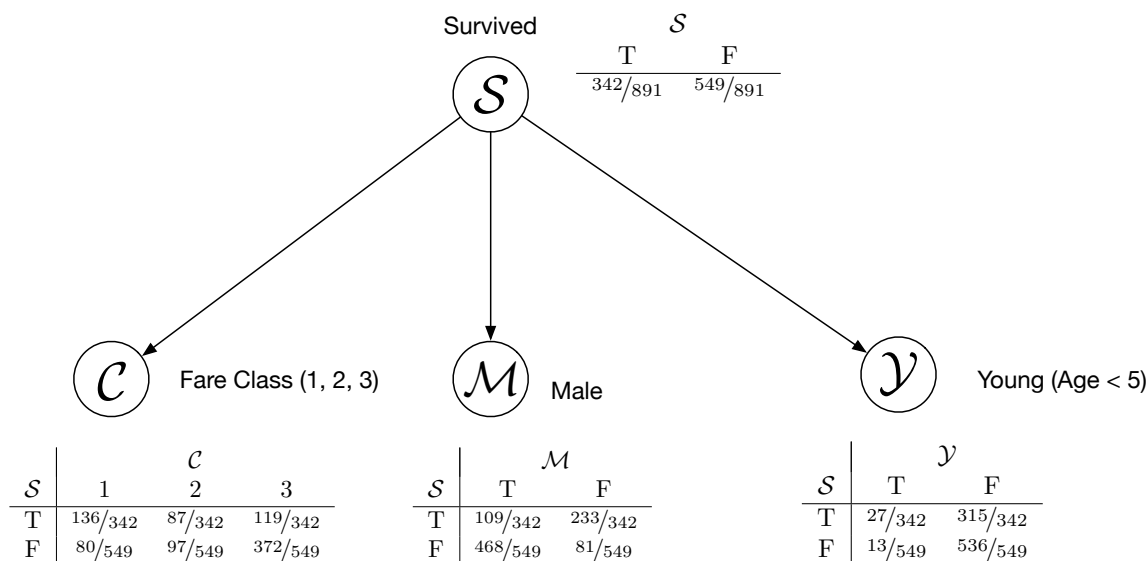 Survived
𝒮
T F
342/891 549/891
𝒮
𝒞
Fare Class (1, 2, 3)
ℳ
Male
𝒴
Young (Age < 5)
𝒞
𝒮 1 2 3
T 136/342 87/342 119/342
F 80/549 97/549 372/549
ℳ
𝒮 T F
T 109/342 233/342
F 468/549 81/549
𝒴
𝒮 T F
T 27/342 315/342
F 13/549 536/549